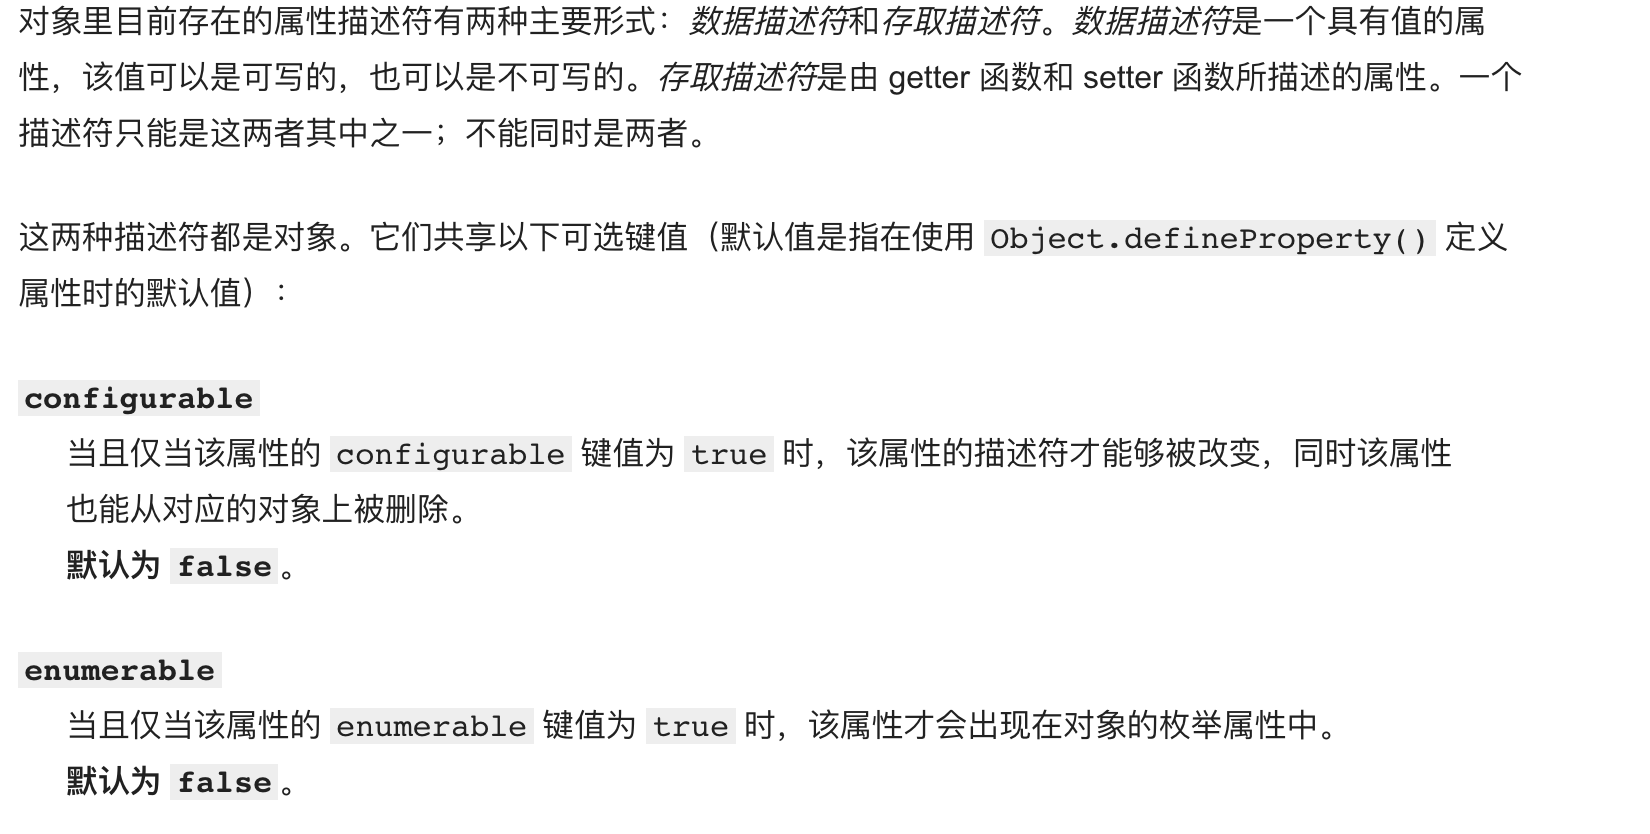 对象里目前存在的属性描述符有两种主要形式：数据描述符和存取描述符。数据描述符是一个具有值的属
性，该值可以是可写的，也可以是不可写的。存取描述符是由 getter 函数和 setter 函数所描述的属性。一个
描述符只能是这两者其中之一；不能同时是两者。
这两种描述符都是对象。它们共享以下可选键值（默认值是指在使用 Object.defineProperty() 定义
属性时的默认值）：
configurable
当且仅当该属性的 configurable 键值为 true 时，该属性的描述符才能够被改变，同时该属性
也能从对应的对象上被删除。
默认为 false。
enumerable
当且仅当该属性的 enumerable 键值为 true 时，该属性才会出现在对象的枚举属性中。
默认为 false。